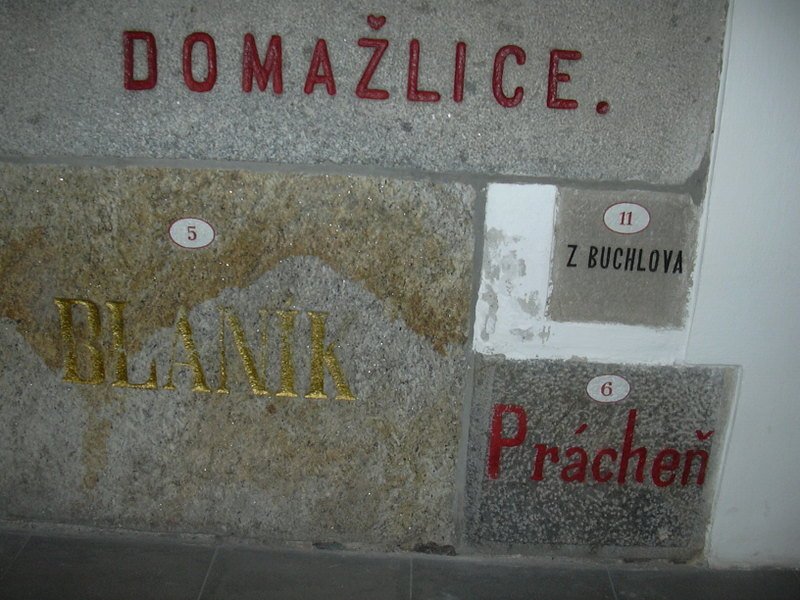 DOMAŽLICE.
5
BLANIK
11
Z BUCHLOVA
6
Prácheň